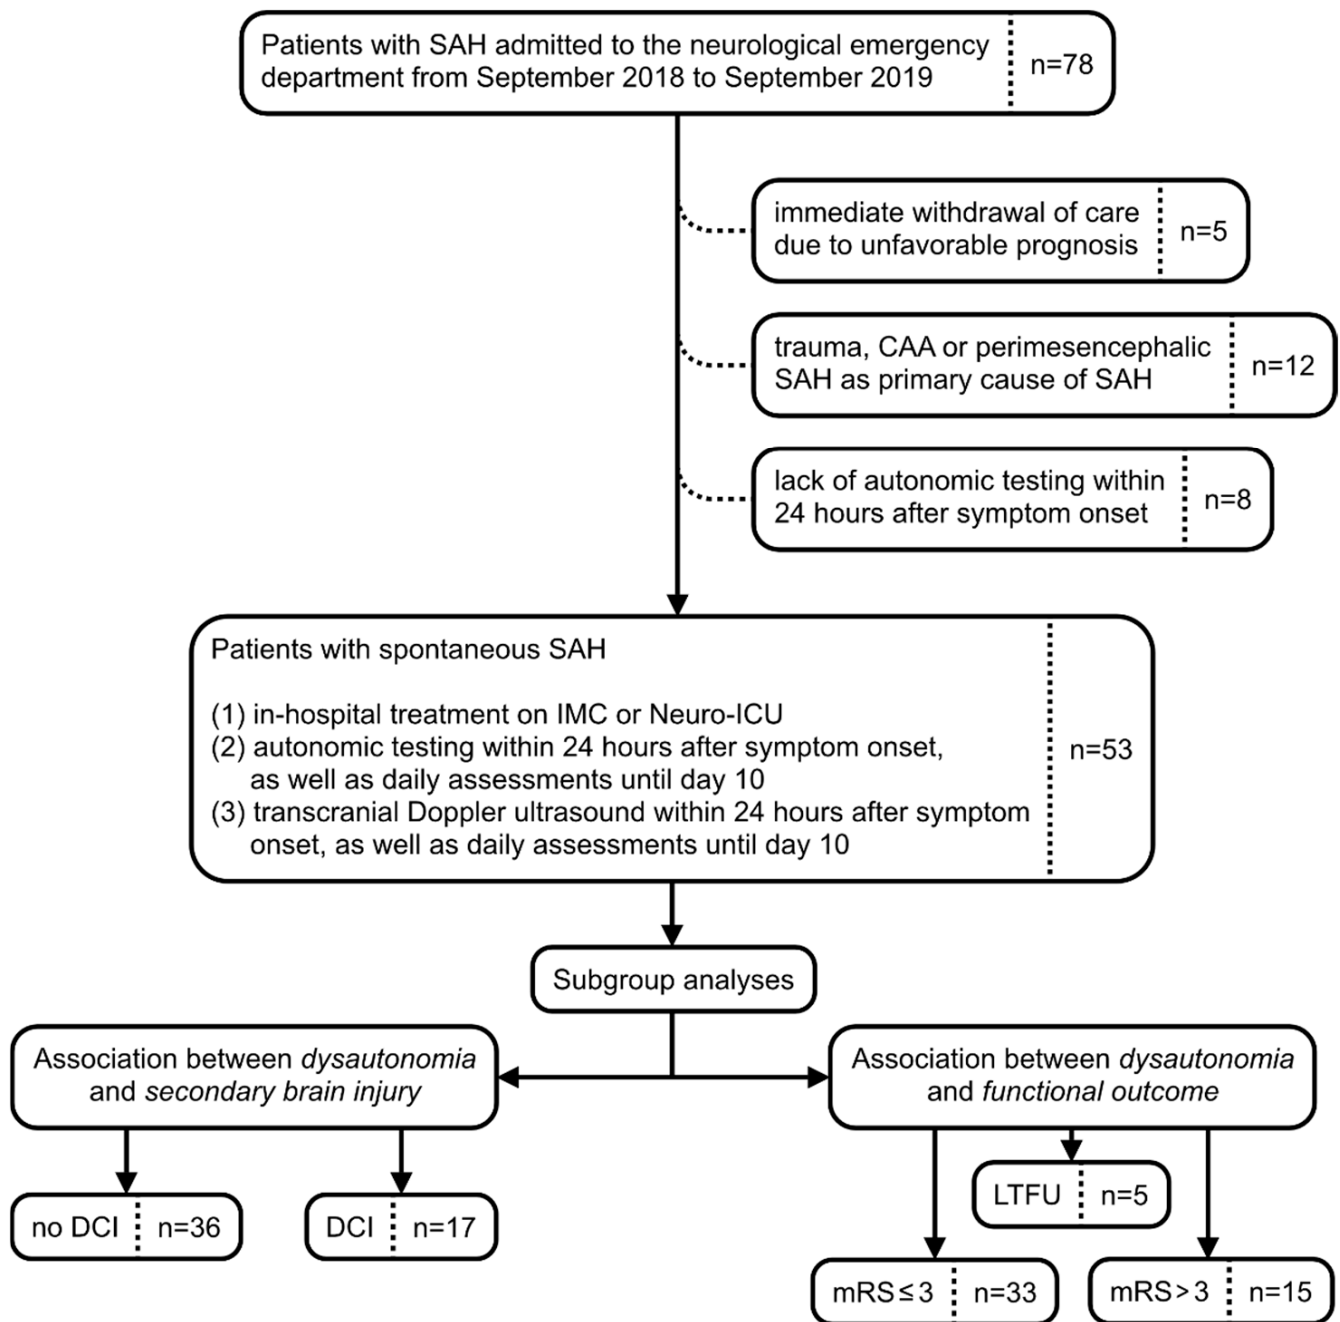 Patients with SAH admitted to the neurological emergency
department from September 2018 to September 2019
n=78
immediate withdrawal of care
due to unfavorable prognosis
n=5
trauma, CAA or perimesencephalic
SAH as primary cause of SAH
n=12
lack of autonomic testing within
24 hours after symptom onset
n=8
Patients with spontaneous SAH
(1) in-hospital treatment on IMC or Neuro-ICU
(2) autonomic testing within 24 hours after symptom onset,
as well as daily assessments until day 10
(3) transcranial Doppler ultrasound within 24 hours after symptom
onset, as well as daily assessments until day 10
n=53
Subgroup analyses
Association between dysautonomia
and secondary brain injury
Association between dysautonomia
and functional outcome
no DCI n=36
DCI n=17
LTFU n=5
mRS≤3 n=33
mRS>3 n=15